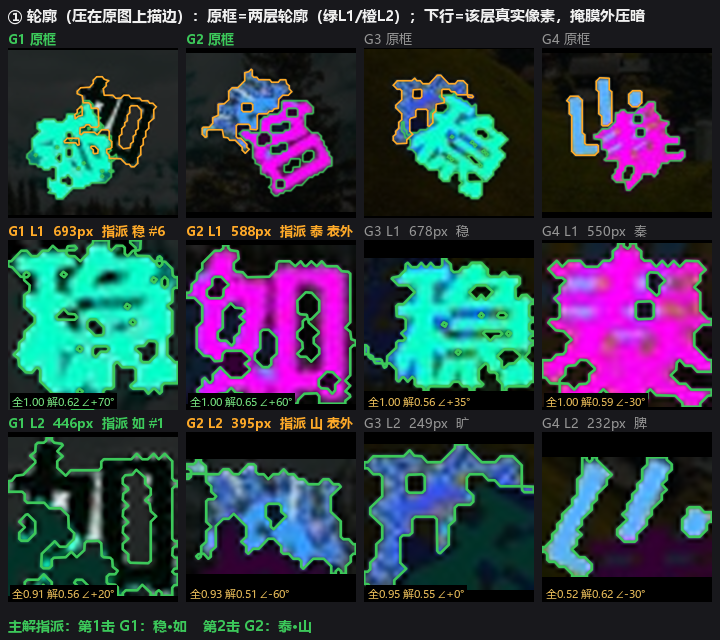 ① 轮廓（压在原图上描边）：原框=两层轮廓（绿L1/橙L2）；下行=该层真实像素，掩膜外压暗
G1 原框 G2 原框 G3 原框 G4 原框
G1 L1 693px 指派 稳 #6 G2 L1 588px 指派 泰 表外 G3 L1 678px 稳 G4 L1 550px 秦
稳 如 稳
全1.00 解0.62 ∠+70° 全1.00 解0.65 ∠+60° 全1.00 解0.56 ∠+35° 全1.00 解0.59 ∠-30°
G1 L2 446px 指派 如 #1 G2 L2 395px 指派 山 表外 G3 L2 249px 旷 G4 L2 232px 脾
全0.91 解0.56 ∠+20° 全0.93 解0.51 ∠-60° 全0.95 解0.55 ∠+0° 全0.52 解0.62 ∠-30°
主解指派：第1击 G1：稳·如 第2击 G2：泰·山